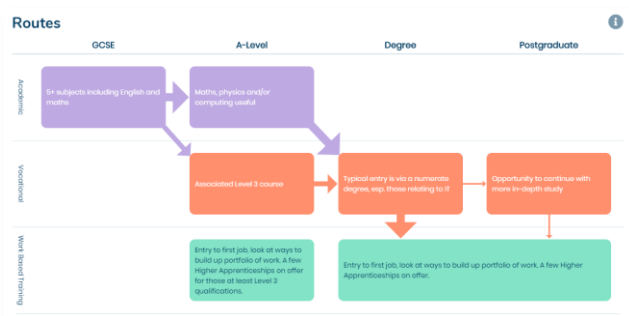 Routes
i
GCSE
A-Level
Degree
Postgraduate
Academic
5+ subjects including English and
maths
Maths, physics and/or
computing useful
Vocational
Associated Level 3 course
Typical entry is via a numerate
degree, esp. those relating to IT
Opportunity to continue with
more in-depth study
Work Based Training
Entry to first job, look at ways to
build up portfolio of work. A few
Higher Apprenticeships on offer
for those at least Level 3
qualifications.
Entry to first job, look at ways to build up portfolio of work. A few Higher
Apprenticeships on offer.